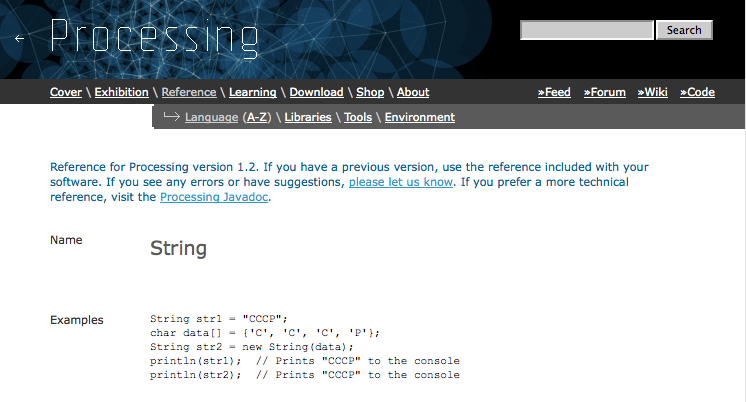 ← Processing
Search
Cover \ Exhibition \ Reference \ Learning \ Download \ Shop \ About »Feed »Forum »Wiki »Code
Language (A-Z) \ Libraries \ Tools \ Environment
Reference for Processing version 1.2. If you have a previous version, use the reference included with your
software. If you see any errors or have suggestions, please let us know. If you prefer a more technical
reference, visit the Processing Javadoc.
Name String
Examples String str1 = "CCCP";
char data[] = {'C', 'C', 'C', 'P'};
String str2 = new String(data);
println(str1);  // Prints "CCCP" to the console
println(str2);  // Prints "CCCP" to the console